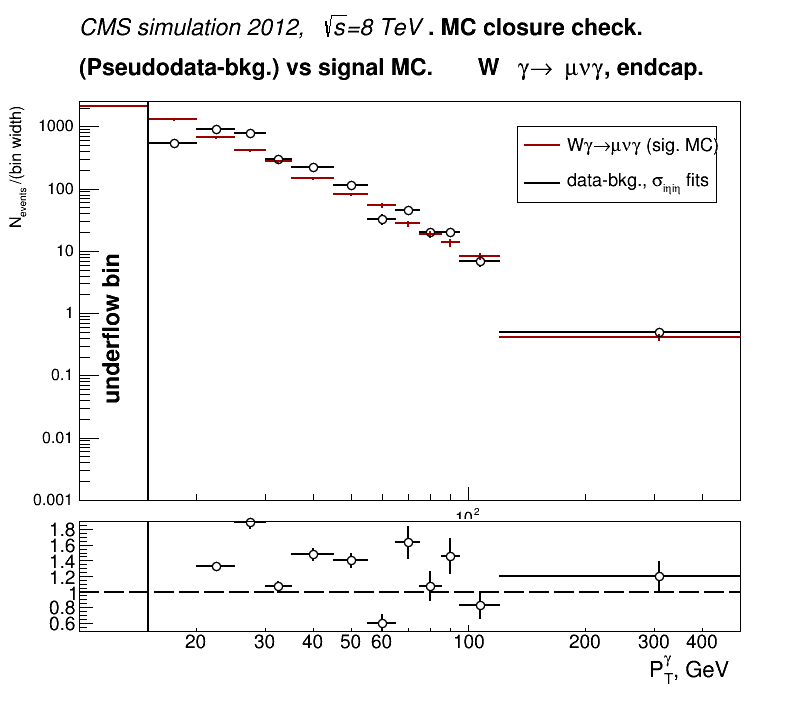 CMS simulation 2012, √s=8 TeV . MC closure check.
(Pseudodata-bkg.) vs signal MC. W γ→ μνγ, endcap.
N_events /(bin width)
1000
100
10
1
0.1
0.01
0.001
underflow bin
Wγ→μνγ (sig. MC)
data-bkg., σ_iηiη fits
10²
1.8
1.6
1.4
1.2
1
0.8
0.6
20 30 40 50 60 100 200 300 400
P_T^γ, GeV